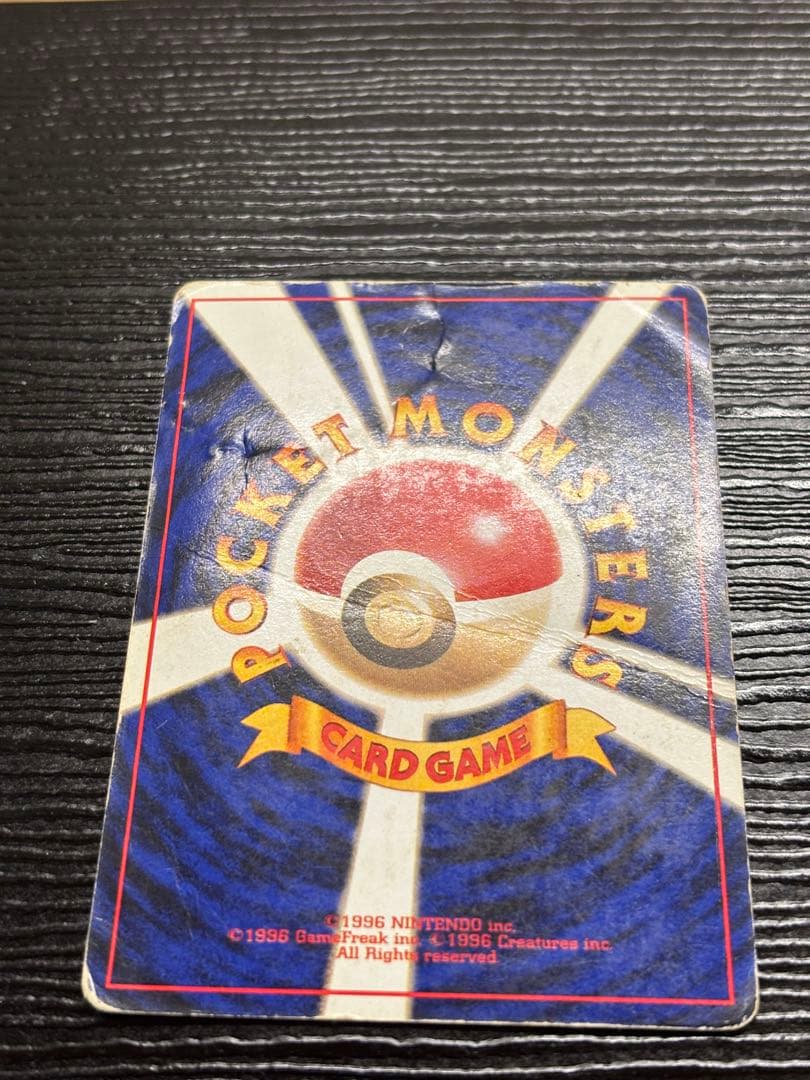 POCKET MONSTERS
CARD GAME
©1996 NINTENDO inc.
©1996 GameFreak inc. ©1996 Creatures inc.
All Rights reserved